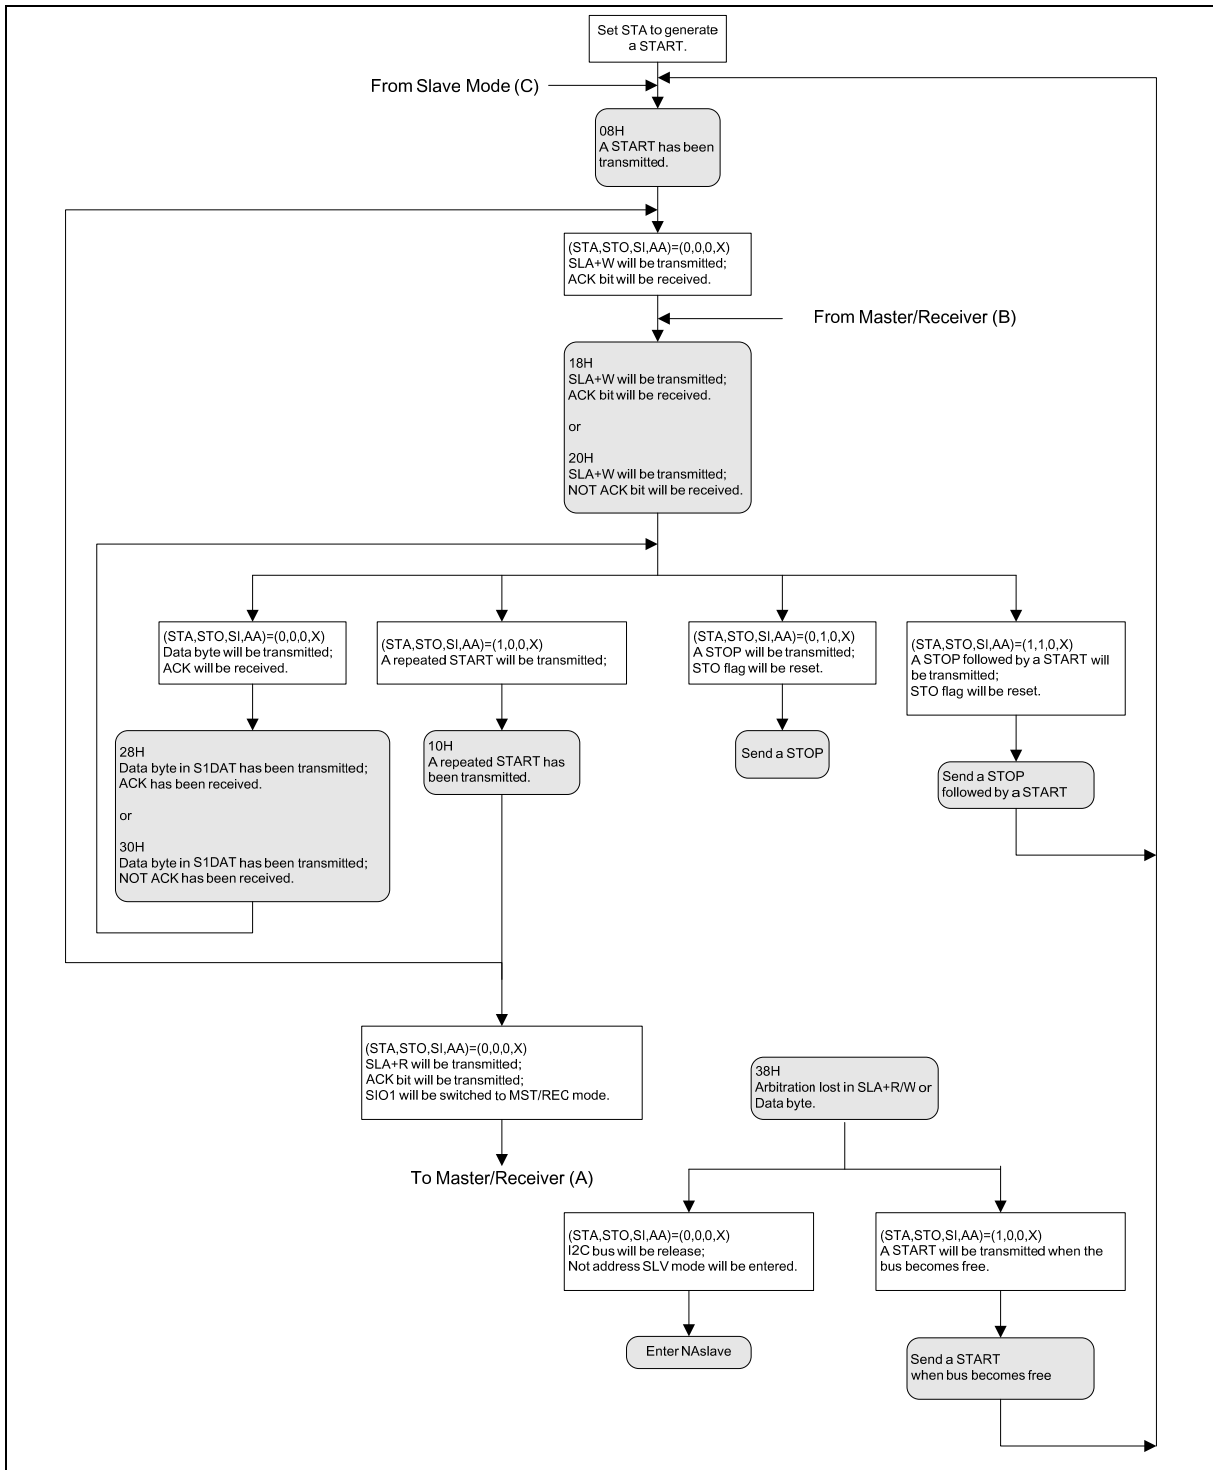 Set STA to generate
a START.
From Slave Mode (C)
08H
A START has been
transmitted.
(STA,STO,SI,AA)=(0,0,0,X)
SLA+W will be transmitted;
ACK bit will be received.
From Master/Receiver (B)
18H
SLA+W will be transmitted;
ACK bit will be received.
or
20H
SLA+W will be transmitted;
NOT ACK bit will be received.
(STA,STO,SI,AA)=(0,0,0,X)
Data byte will be transmitted;
ACK will be received.
(STA,STO,SI,AA)=(1,0,0,X)
A repeated START will be transmitted;
(STA,STO,SI,AA)=(0,1,0,X)
A STOP will be transmitted;
STO flag will be reset.
(STA,STO,SI,AA)=(1,1,0,X)
A STOP followed by a START will
be transmitted;
STO flag will be reset.
28H
Data byte in S1DAT has been transmitted;
ACK has been received.
or
30H
Data byte in S1DAT has been transmitted;
NOT ACK has been received.
10H
A repeated START has
been transmitted.
Send a STOP
Send a STOP
followed by a START
(STA,STO,SI,AA)=(0,0,0,X)
SLA+R will be transmitted;
ACK bit will be transmitted;
SIO1 will be switched to MST/REC mode.
To Master/Receiver (A)
38H
Arbitration lost in SLA+R/W or
Data byte.
(STA,STO,SI,AA)=(0,0,0,X)
I2C bus will be release;
Not address SLV mode will be entered.
(STA,STO,SI,AA)=(1,0,0,X)
A START will be transmitted when the
bus becomes free.
Enter NAslave
Send a START
when bus becomes free